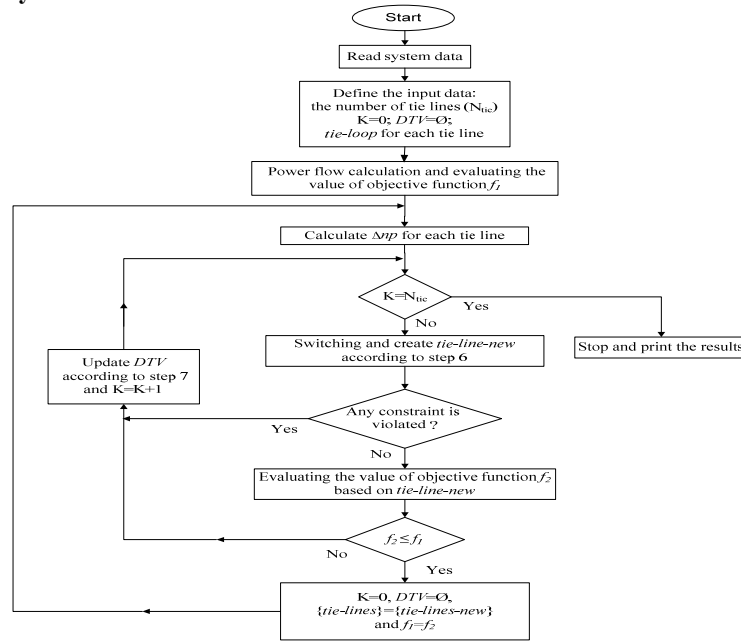 Start
Read system data
Define the input data:
the number of tie lines (Ntie)
K=0; DTV=Ø;
tie-loop for each tie line
Power flow calculation and evaluating the
value of objective function f1
Calculate Δnp for each tie line
K=Ntie
Yes
No
Switching and create tie-line-new
according to step 6
Stop and print the results
Update DTV
according to step 7
and K=K+1
Any constraint is
violated ?
Yes
No
Evaluating the value of objective function f2
based on tie-line-new
f2≤f1
No
Yes
K=0, DTV=Ø,
{tie-lines}={tie-lines-new}
and f1=f2